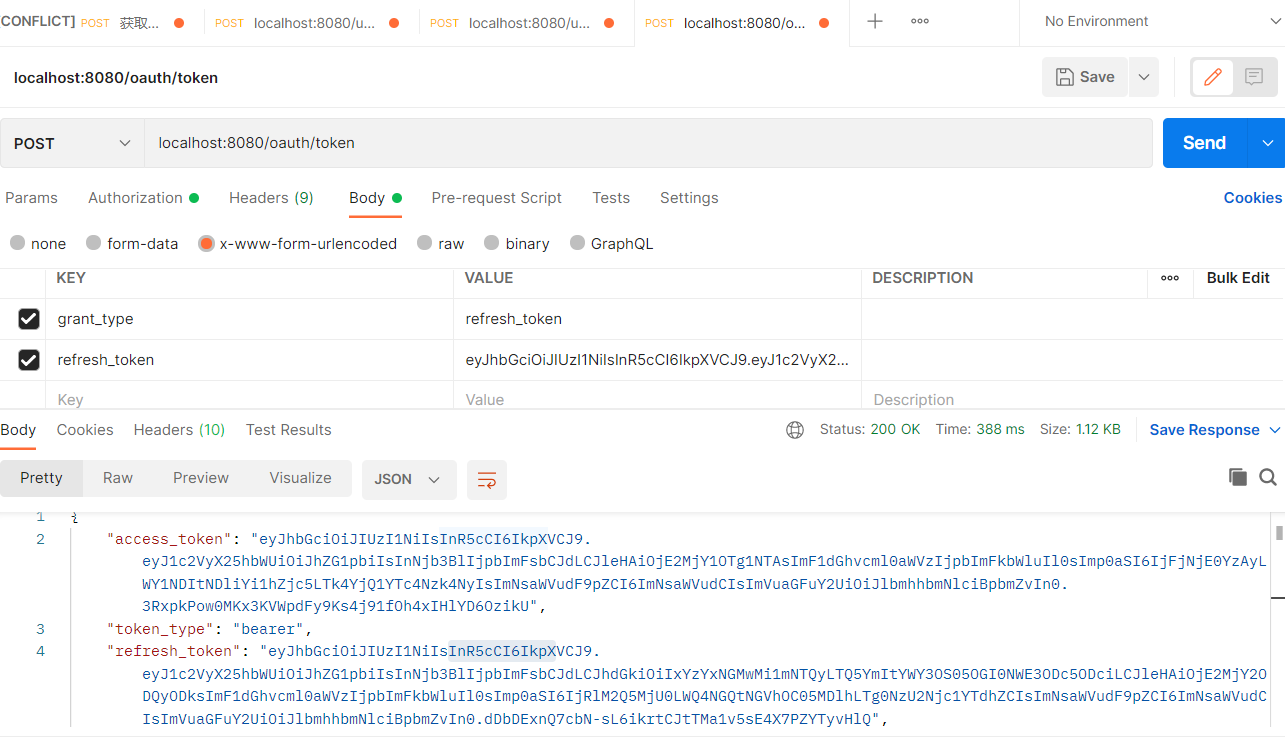 CONFLICT] POST 获取... POST localhost:8080/u... POST localhost:8080/u... POST localhost:8080/o... No Environment
localhost:8080/oauth/token Save
POST localhost:8080/oauth/token Send
Params Authorization Headers (9) Body Pre-request Script Tests Settings Cookies
none form-data x-www-form-urlencoded raw binary GraphQL
KEY VALUE DESCRIPTION Bulk Edit
grant_type refresh_token
refresh_token eyJhbGciOiJIUzI1NiIsInR5cCI6IkpXVCJ9.eyJ1c2VyX2...
Key Value Description
Body Cookies Headers (10) Test Results Status: 200 OK Time: 388 ms Size: 1.12 KB Save Response
Pretty Raw Preview Visualize JSON
1 {
2 "access_token": "eyJhbGciOiJIUzI1NiIsInR5cCI6IkpXVCJ9.
eyJ1c2VyX25hbWUiOiJhZG1pbiIsInNjb3BlIjpbImFsbCJdLCJleHAiOjE2MjY1OTg1NTAsImF1dGhvcml0aWVzIjpbImFkbWluIl0sImp0aSI6IjFjNjE0YzAyL
WY1NDItNDliYi1hZjc5LTk4YjQ1YTc4Nzk4NyIsImNsaWVudF9pZCI6ImNsaWVudCIsImVuaGFuY2UiOiJlbmhhbmNlciBpbmZvIn0.
3RxpkPow0MKx3KVWpdFy9Ks4j91fOh4xIHlYD6OzikU",
3 "token_type": "bearer",
4 "refresh_token": "eyJhbGciOiJIUzI1NiIsInR5cCI6IkpXVCJ9.
eyJ1c2VyX25hbWUiOiJhZG1pbiIsInNjb3BlIjpbImFsbCJdLCJhdGkiOiIxYzYxNGMwMi1mNTQyLTQ5YmItYWY3OS05OGI0NWE3ODc5ODciLCJleHAiOjE2MjY2O
DQyODksImF1dGhvcml0aWVzIjpbImFkbWluIl0sImp0aSI6IjRlM2Q5MjU0LWQ4NGQtNGVhOC05MDlhLTg0NzU2Njc1YTdhZCIsImNsaWVudF9pZCI6ImNsaWVudC
IsImVuaGFuY2UiOiJlbmhhbmNlciBpbmZvIn0.dDbDExnQ7cbN-sL6ikrtCJtTMa1v5sE4X7PZYTyvHlQ",